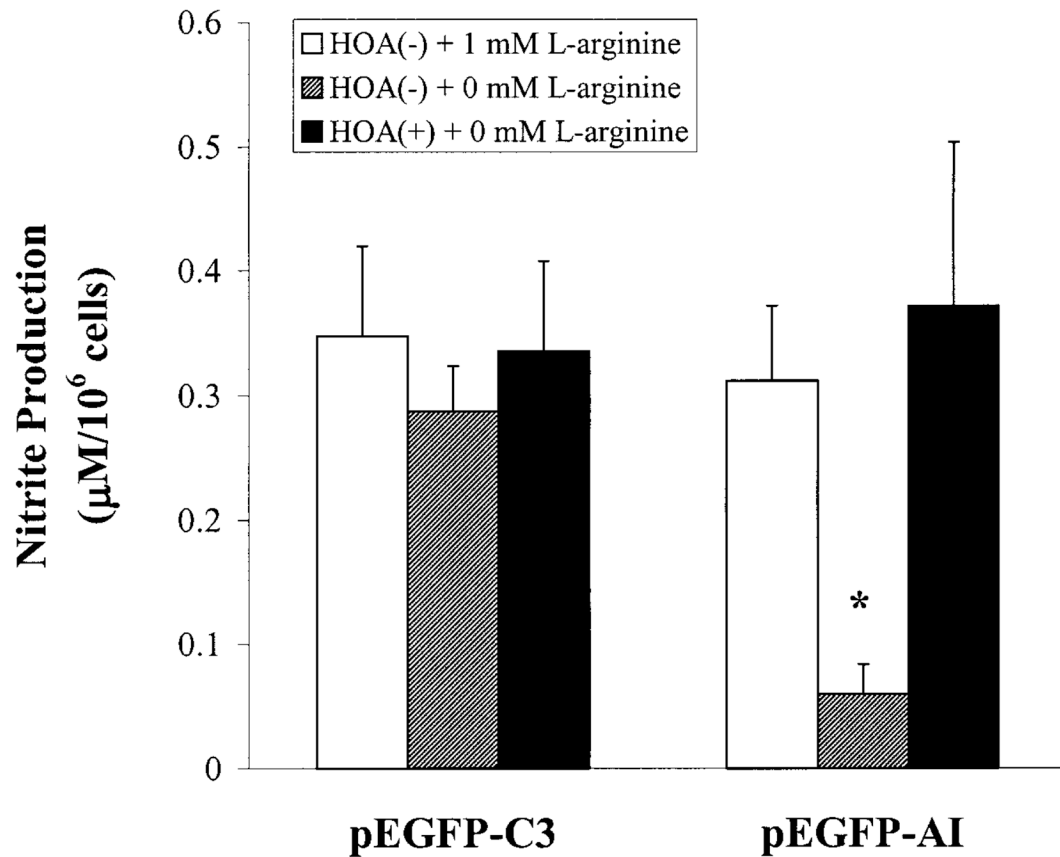 0.6
0.5
0.4
0.3
0.2
0.1
0
Nitrite Production
(μM/10⁶ cells)
HOA(-) + 1 mM L-arginine
HOA(-) + 0 mM L-arginine
HOA(+) + 0 mM L-arginine
*
pEGFP-C3
pEGFP-AI